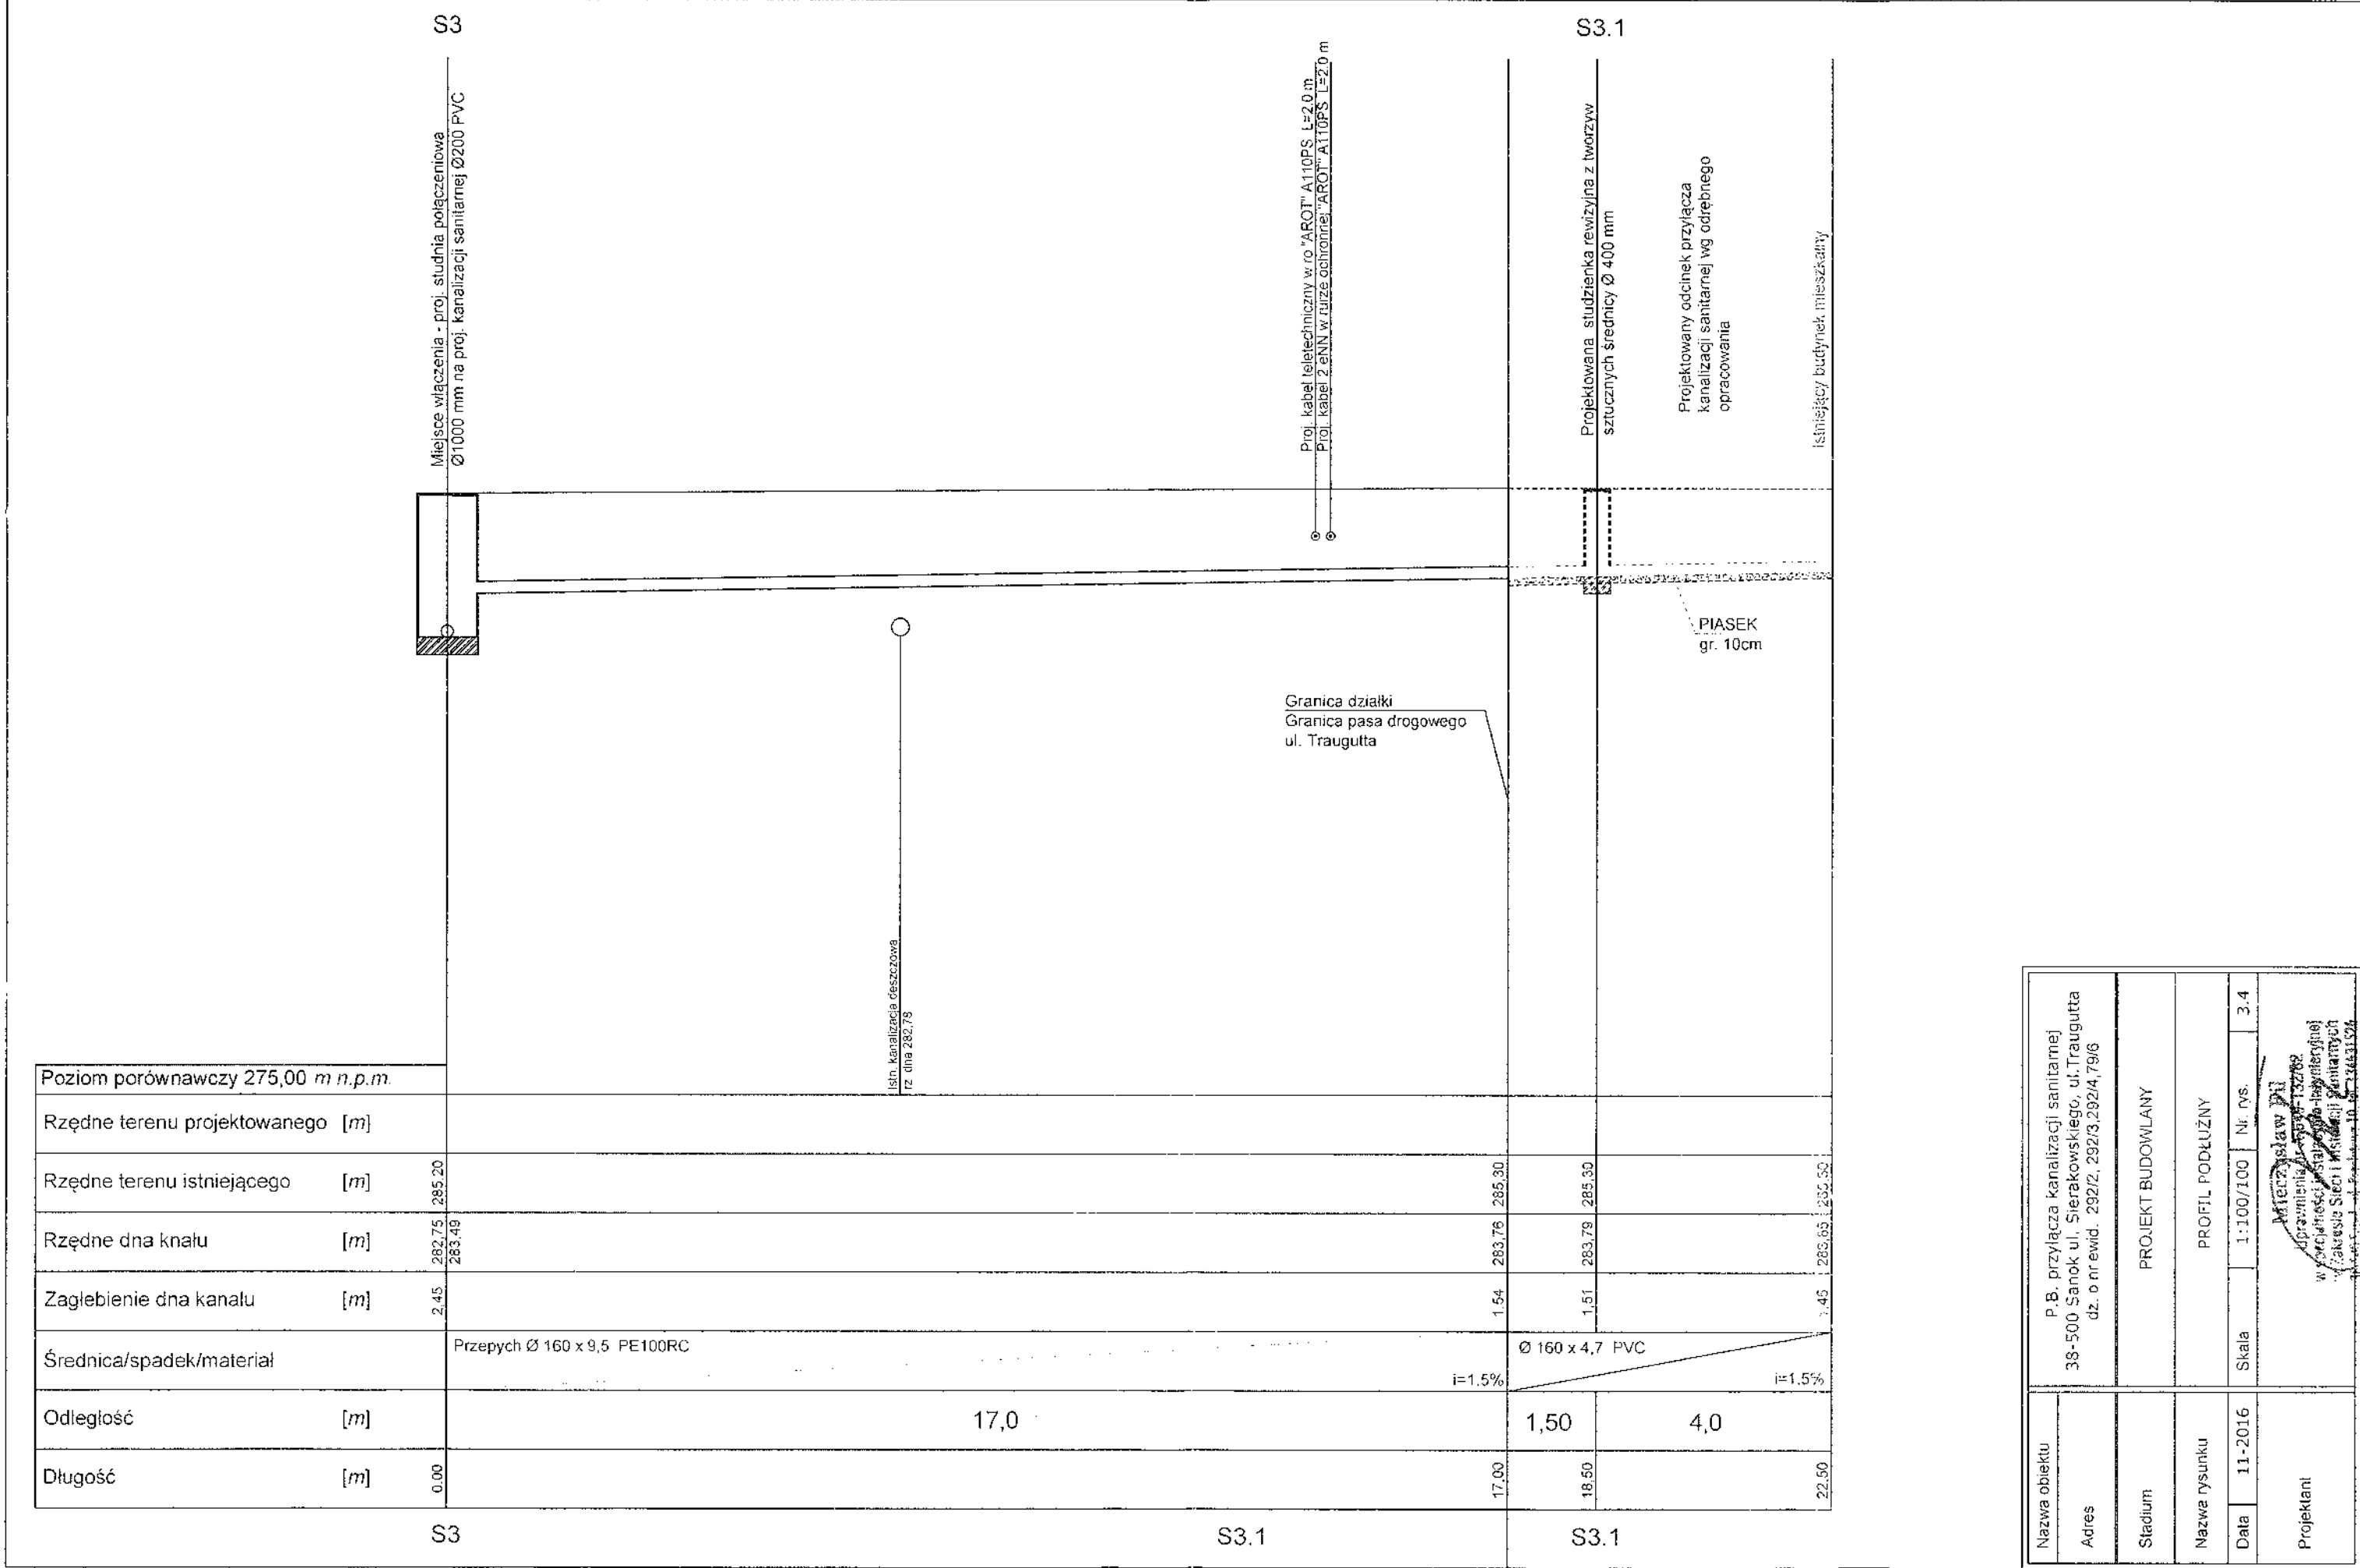 S3
S3.1
Miejsce włączenia - proj. studnia połączeniowa
Ø1000 mm na proj. kanalizacji sanitarnej Ø200 PVC
Proj. kabel teletechniczny w ro "AROT" A110PS L=2.0 m
Proj. kabel 2 eNN w rurze ochronnej "AROT" A110PS L=2.0 m
Projektowana studzienka rewizyjna z tworzyw
sztucznych średnicy Ø 400 mm
Projektowany odcinek przyłącza
kanalizacji sanitarnej wg odrębnego
opracowania
Istniejący budynek mieszkalny
PIASEK
gr. 10cm
Granica działki
Granica pasa drogowego
ul. Traugutta
Istn. kanalizacja deszczowa
rz dna 282,78
Poziom porównawczy 275,00 m n.p.m.
Rzędne terenu projektowanego [m]
Rzędne terenu istniejącego [m] 285,20 285,30 285,30
Rzędne dna knału [m] 282,75 283,49 283,76 283,79
Zagłebienie dna kanalu [m] 2,45 1.54 1,51
Średnica/spadek/materiał Przepych Ø 160 x 9,5 PE100RC i=1.5% Ø 160 x 4,7 PVC i=1.5%
Odległość [m] 17,0 1,50 4,0
Długość [m] 0.00 17,00 18,50 22,50
S3 S3.1 S3.1
Nazwa obiektu P.B. przyłącza kanalizacji sanitarnej
Adres 38-500 Sanok ul. Sierakowskiego, ul.Traugutta
dz. o nr ewid. 292/2, 292/3,292/4,79/6
Stadium PROJEKT BUDOWLANY
Nazwa rysunku PROFIL PODŁUŻNY
Data 11-2016 Skala 1:100/100 Nr. rys. 3.4
Projektant Mierzysław